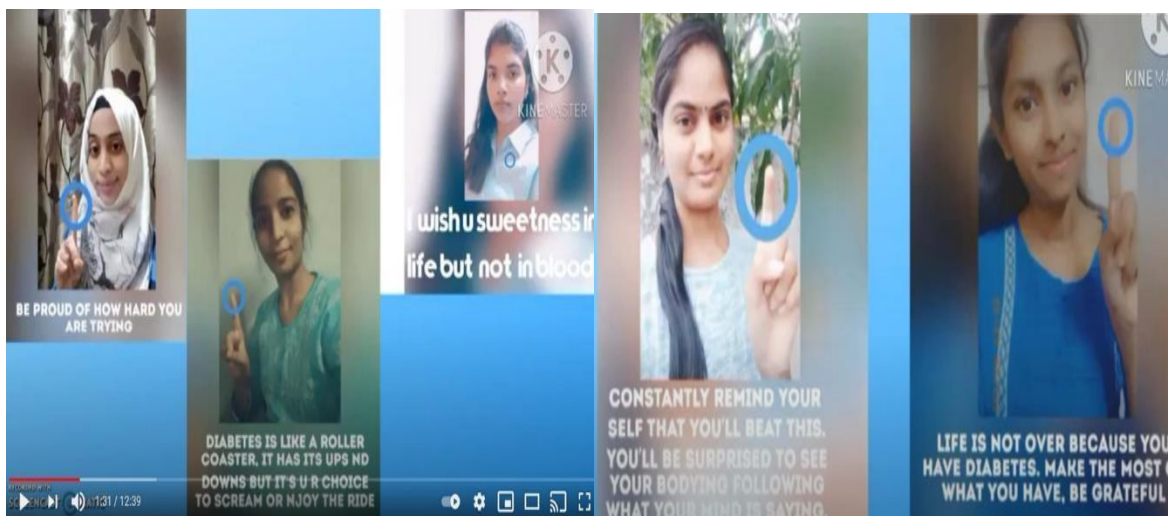 BE PROUD OF HOW HARD YOU
ARE TRYING
DIABETES IS LIKE A ROLLER
COASTER, IT HAS ITS UPS ND
DOWNS BUT IT'S U R CHOICE
TO SCREAM OR NJOY THE RIDE
K
KINEMASTER
I wish u sweetness in
life but not in blood
CONSTANTLY REMIND YOUR
SELF THAT YOU'LL BEAT THIS.
YOU'LL BE SURPRISED TO SEE
YOUR BODY FOLLOWING
WHAT YOUR MIND IS SAYING.
KINEMA
LIFE IS NOT OVER BECAUSE YOU
HAVE DIABETES. MAKE THE MOST
WHAT YOU HAVE, BE GRATEFUL
RECORDED WITH
1:31 / 12:39